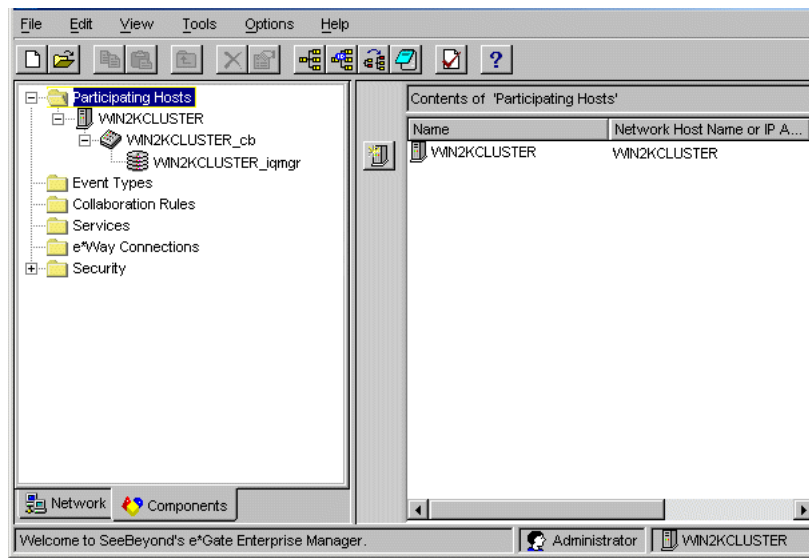 File Edit View Tools Options Help
?
Participating Hosts
WIN2KCLUSTER
WIN2KCLUSTER_cb
WIN2KCLUSTER_iqmgr
Event Types
Collaboration Rules
Services
e*Way Connections
Security
Network
Components
Contents of 'Participating Hosts'
Name Network Host Name or IP A...
WIN2KCLUSTER WIN2KCLUSTER
Welcome to SeeBeyond's e*Gate Enterprise Manager. Administrator WIN2KCLUSTER